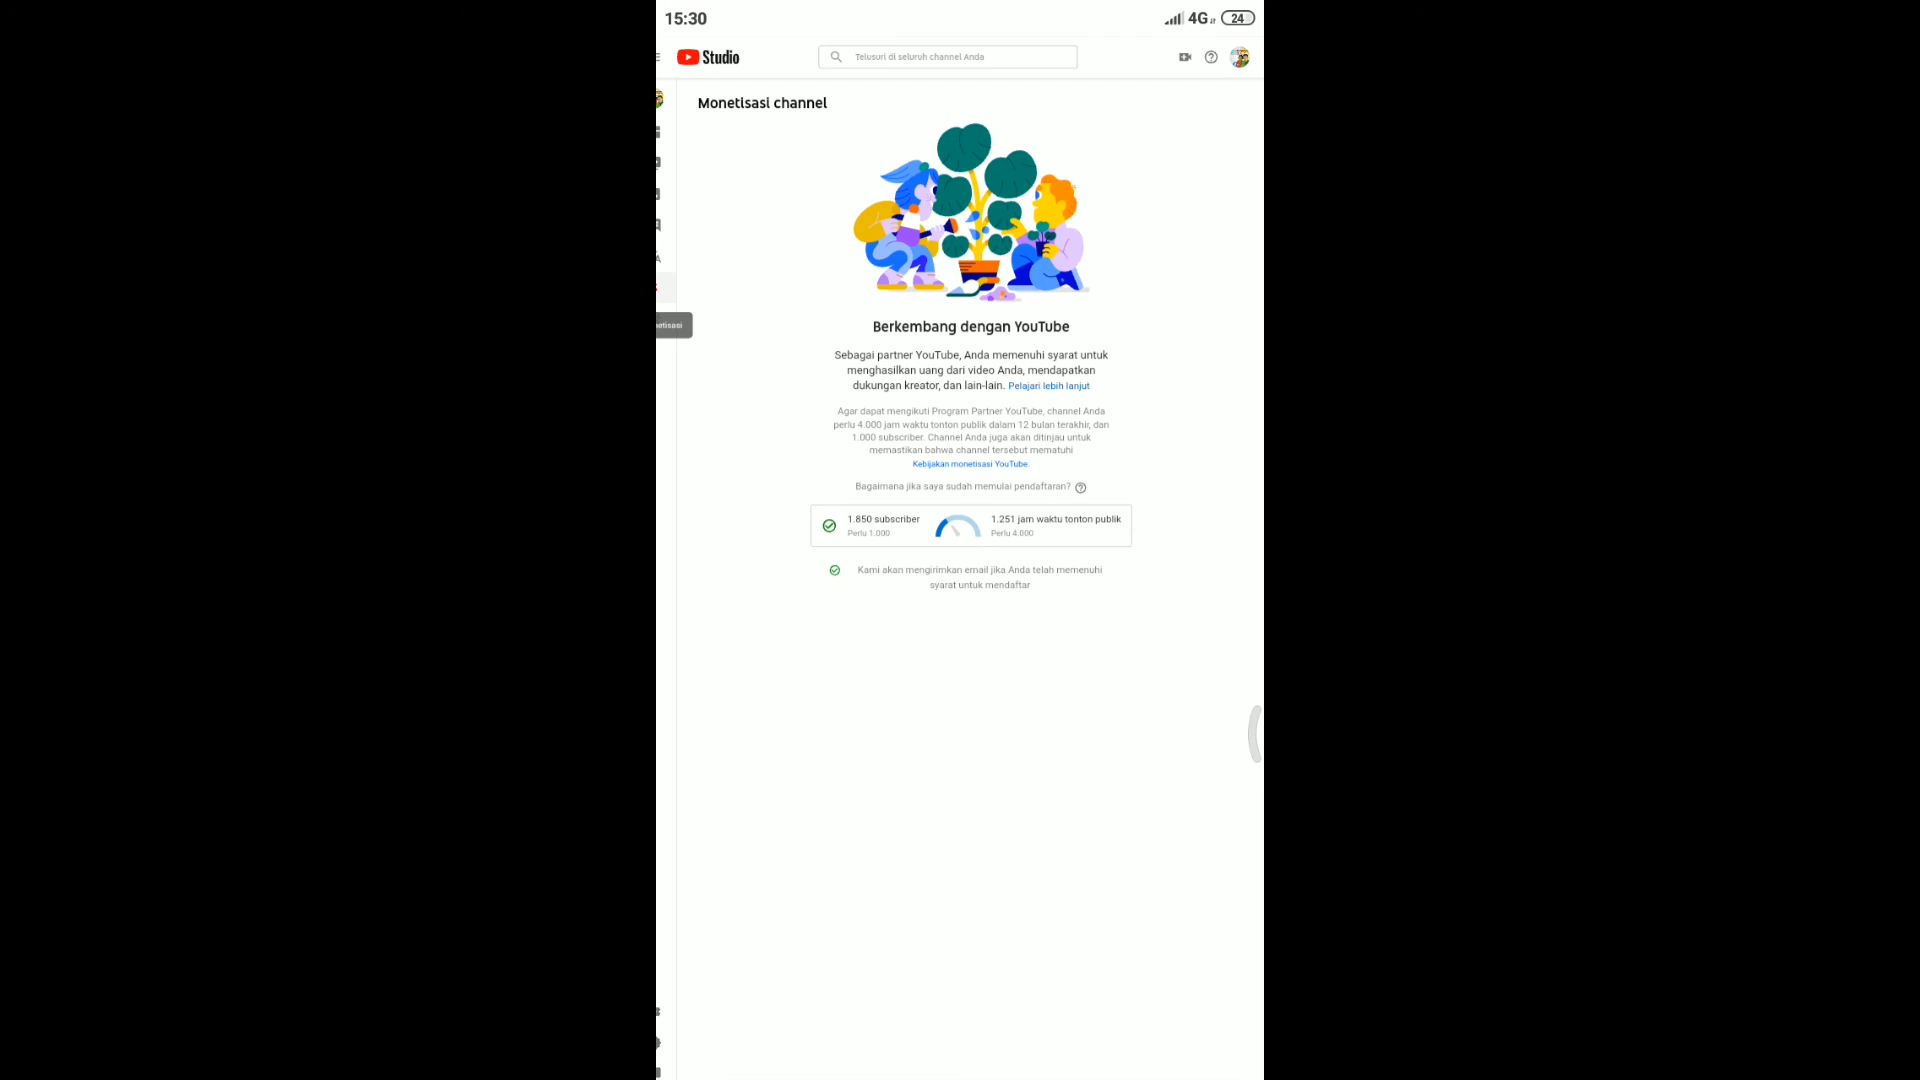 15:30
4G
24
Studio
Telusuri di seluruh channel Anda
Monetisasi channel
etisasi
Berkembang dengan YouTube
Sebagai partner YouTube, Anda memenuhi syarat untuk
menghasilkan uang dari video Anda, mendapatkan
dukungan kreator, dan lain-lain. Pelajari lebih lanjut
Agar dapat mengikuti Program Partner YouTube, channel Anda
perlu 4.000 jam waktu tonton publik dalam 12 bulan terakhir, dan
1.000 subscriber. Channel Anda juga akan ditinjau untuk
memastikan bahwa channel tersebut mematuhi
Kebijakan monetisasi YouTube.
Bagaimana jika saya sudah memulai pendaftaran?
1.850 subscriber
Perlu 1.000
1.251 jam waktu tonton publik
Perlu 4.000
Kami akan mengirimkan email jika Anda telah memenuhi
syarat untuk mendaftar